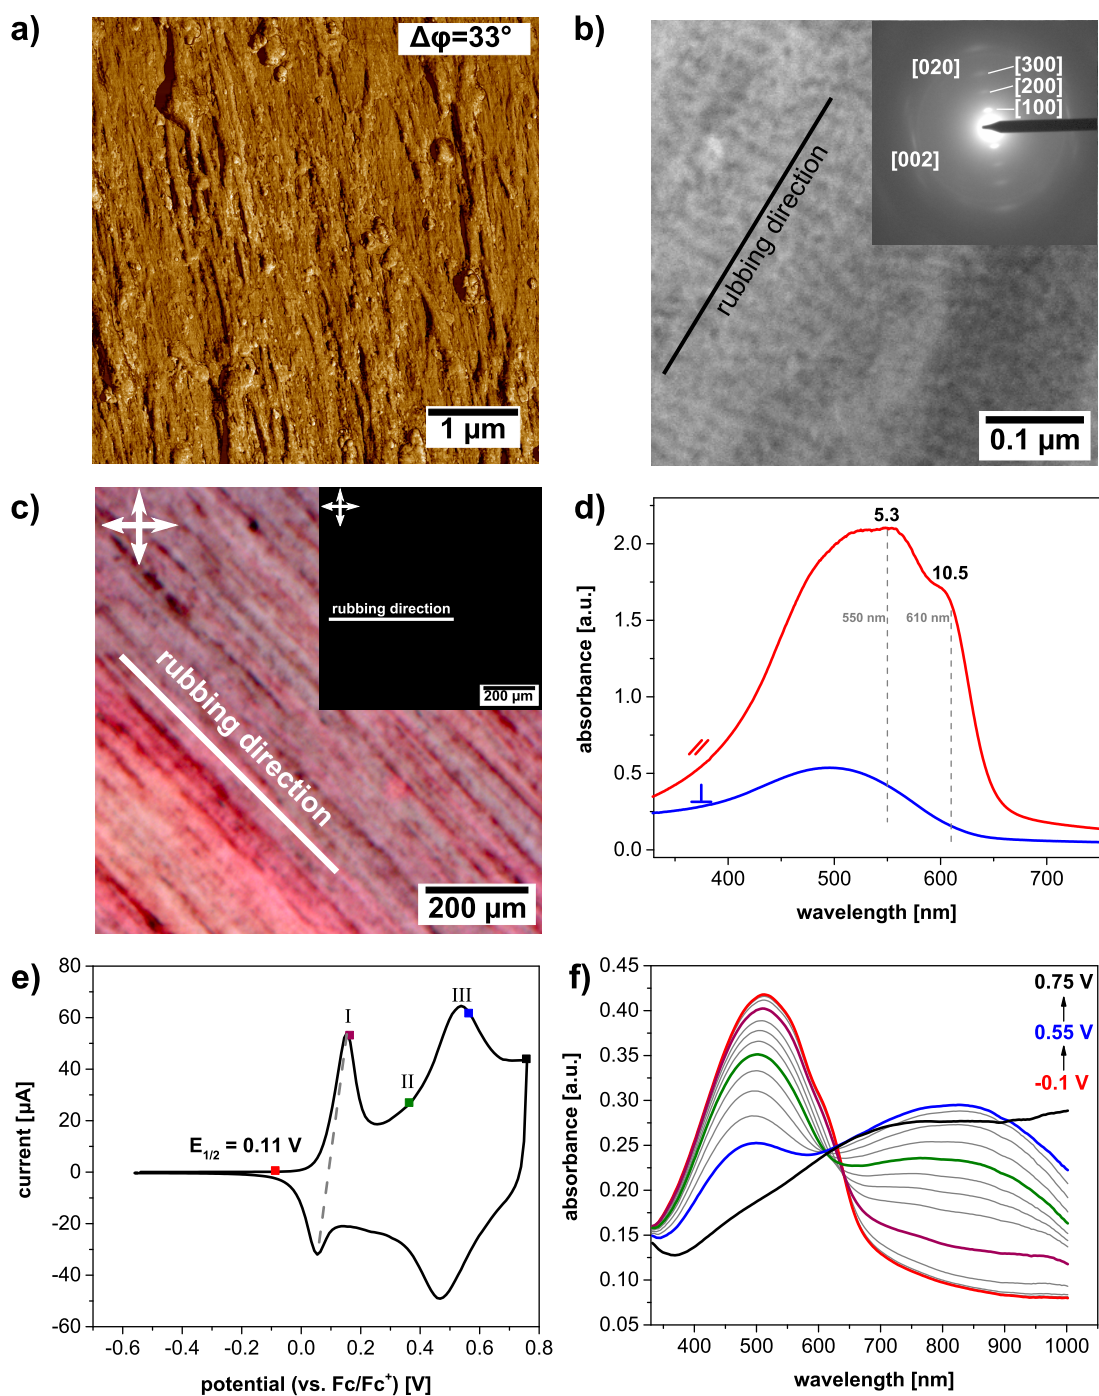 a)
Δφ=33°
1 µm
b)
[020]
[300]
[200]
[100]
[002]
rubbing direction
0.1 µm
c)
rubbing direction
200 µm
rubbing direction
200 µm
d)
5.3
10.5
550 nm
610 nm
//
⊥
2.0
1.5
1.0
0.5
0.0
400
500
600
700
absorbance [a.u.]
wavelength [nm]
e)
80
60
40
20
0
-20
-40
-60
I
II
III
E1/2 = 0.11 V
-0.6
-0.4
-0.2
0.0
0.2
0.4
0.6
0.8
current [µA]
potential (vs. Fc/Fc+) [V]
f)
0.45
0.40
0.35
0.30
0.25
0.20
0.15
0.10
0.05
0.75 V
0.55 V
-0.1 V
400
500
600
700
800
900
1000
absorbance [a.u.]
wavelength [nm]